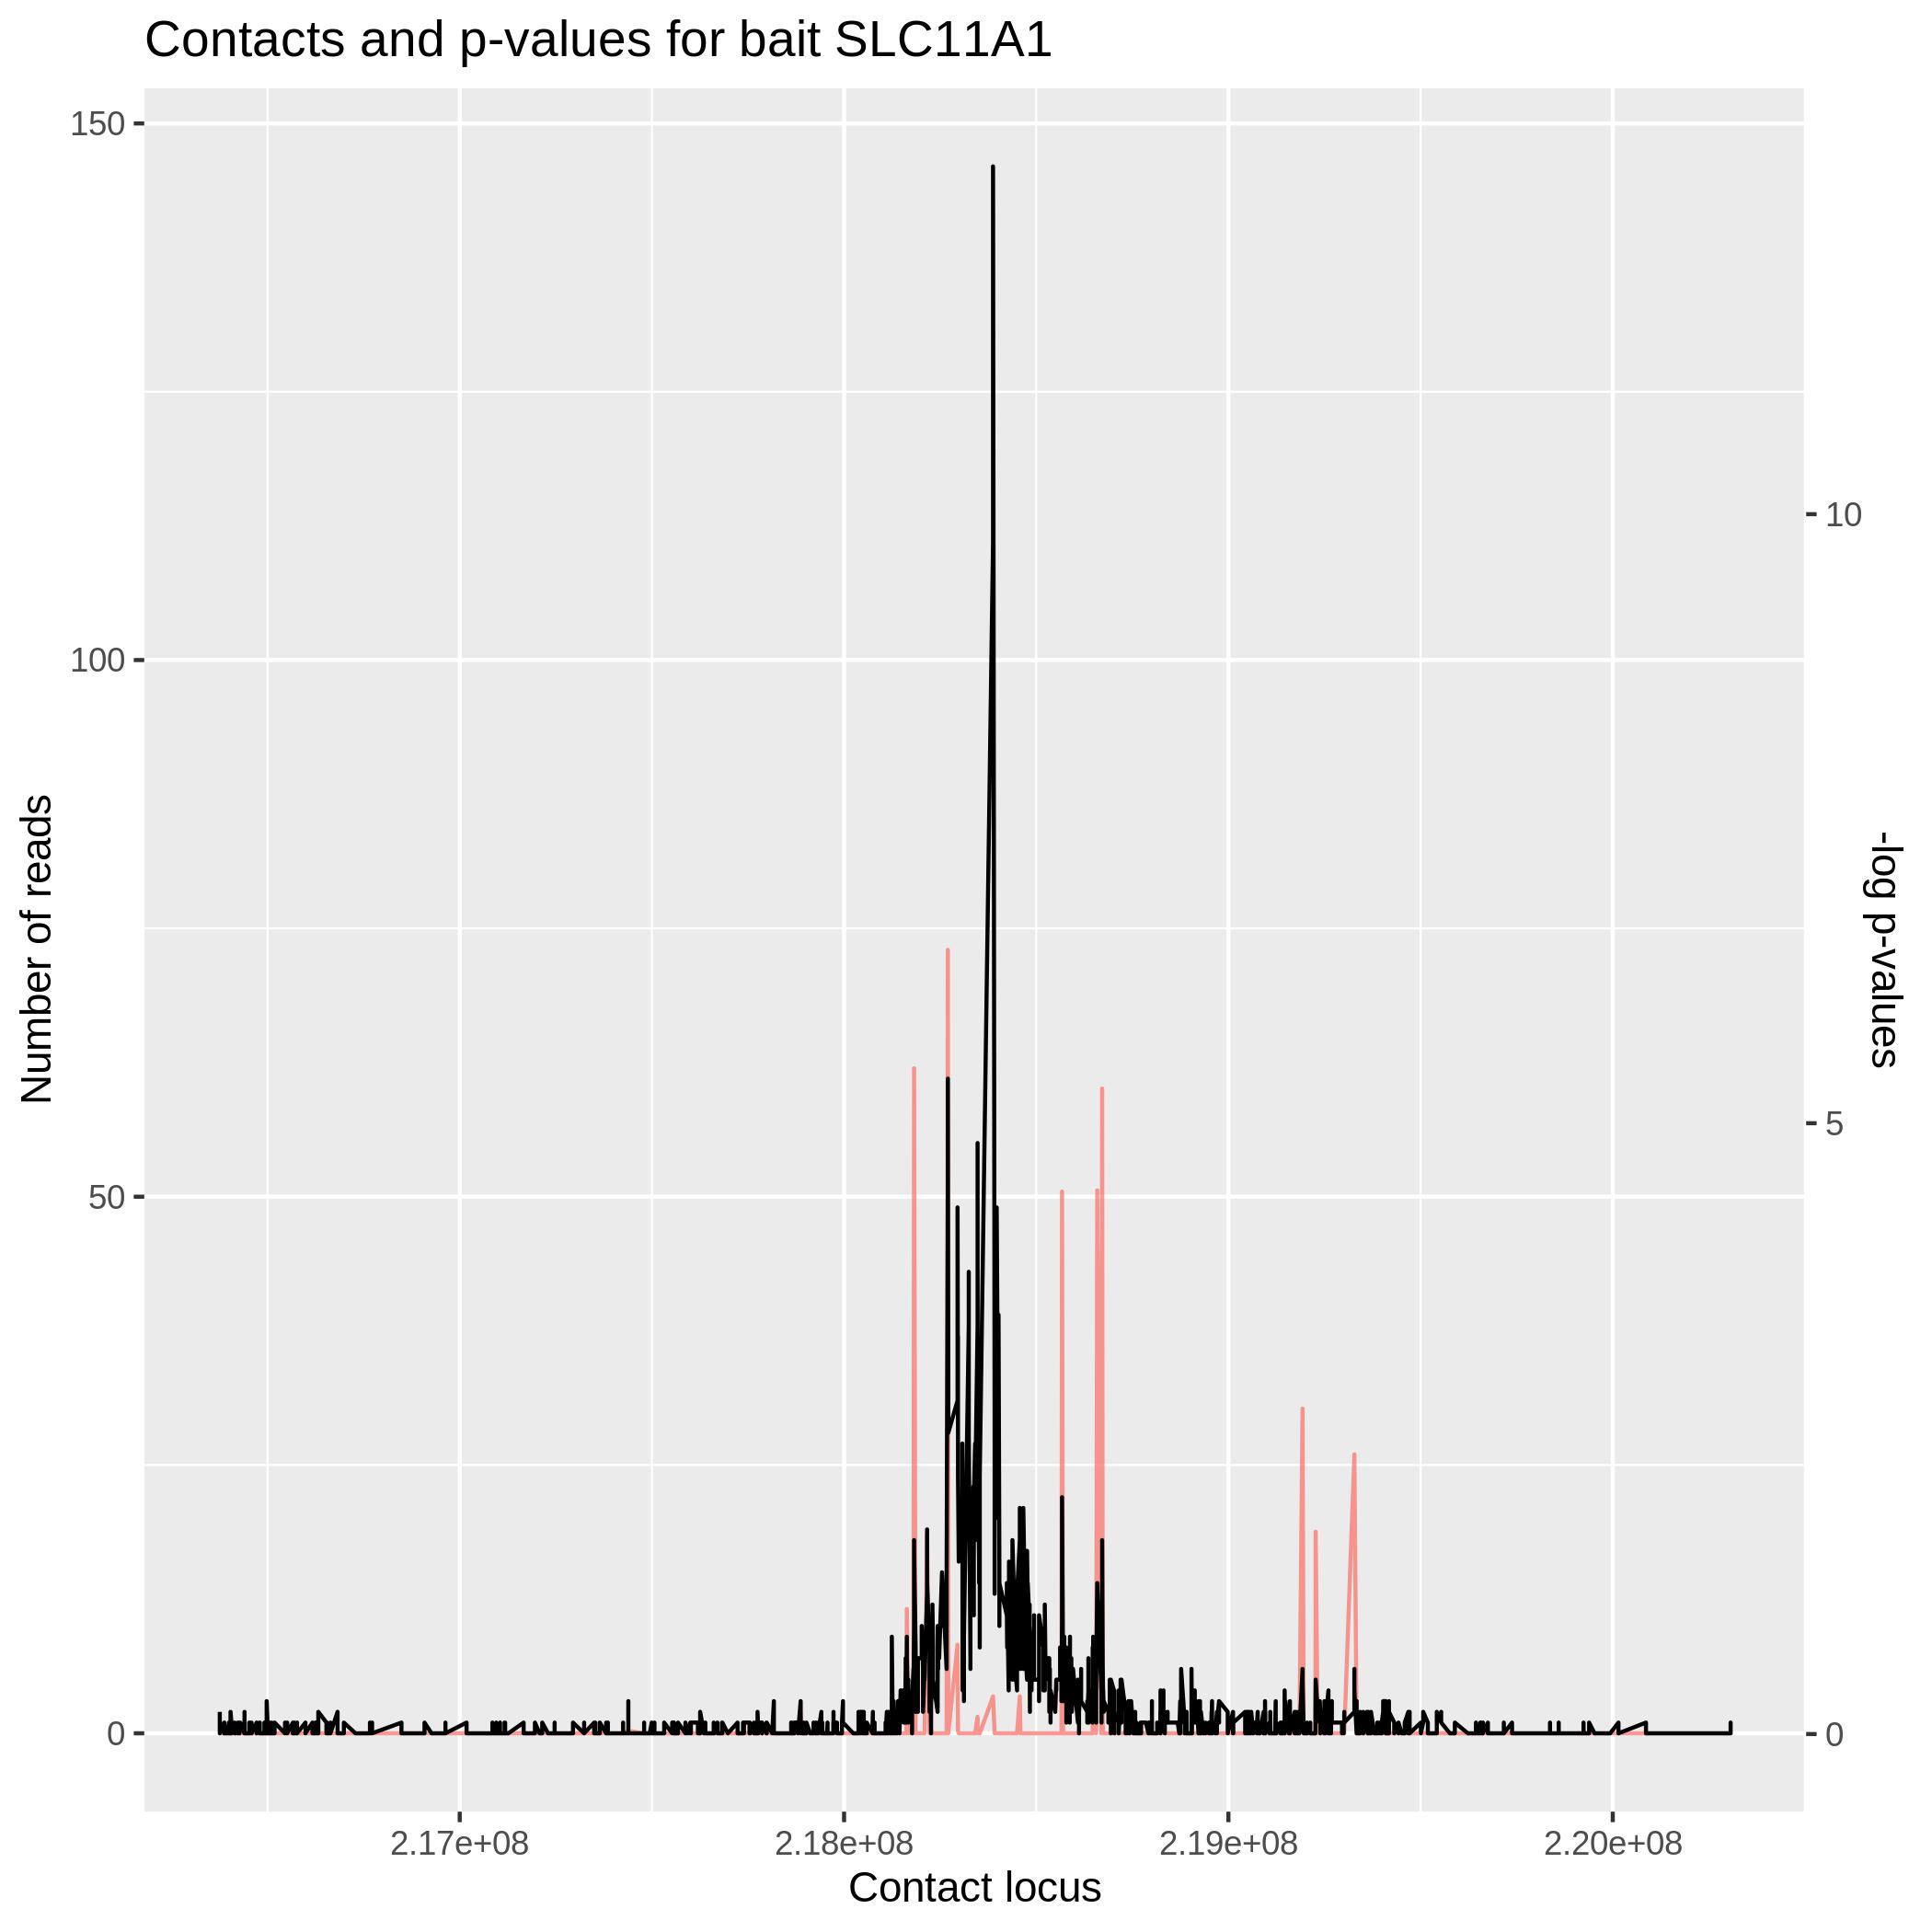 Contacts and p-values for bait SLC11A1
150
100
50
0
Number of reads
10
5
0
-log p-values
2.17e+08
2.18e+08
2.19e+08
2.20e+08
Contact locus